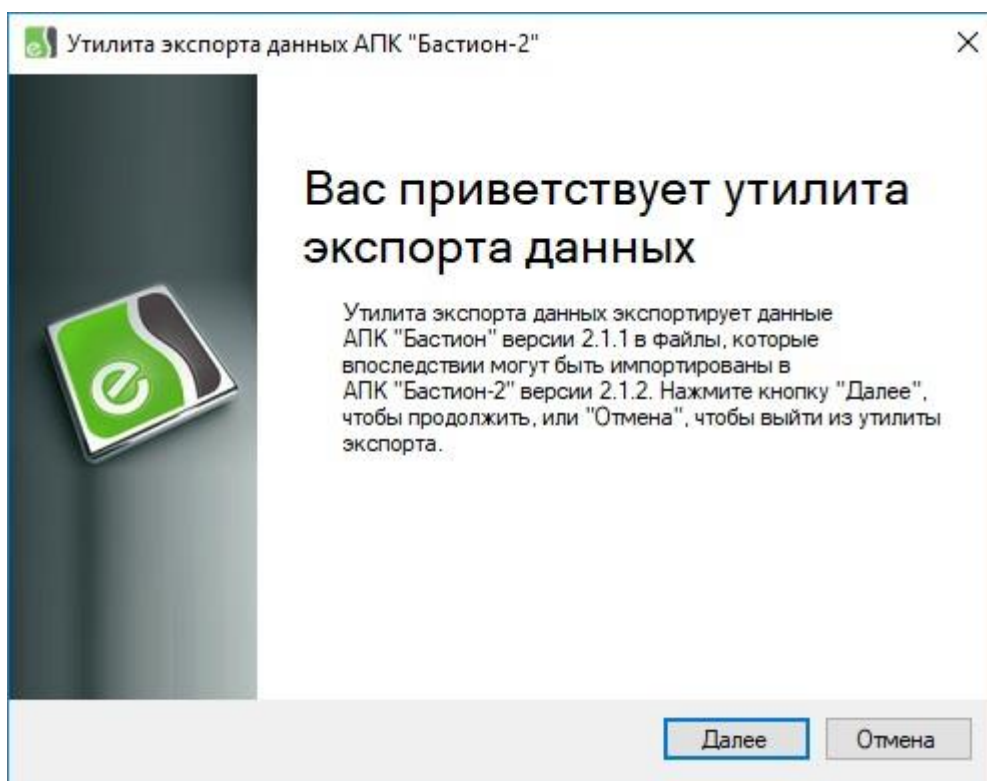 Утилита экспорта данных АПК "Бастион-2"
Вас приветствует утилита
экспорта данных
Утилита экспорта данных экспортирует данные
АПК "Бастион" версии 2.1.1 в файлы, которые
впоследствии могут быть импортированы в
АПК "Бастион-2" версии 2.1.2. Нажмите кнопку "Далее",
чтобы продолжить, или "Отмена", чтобы выйти из утилиты
экспорта.
Далее
Отмена